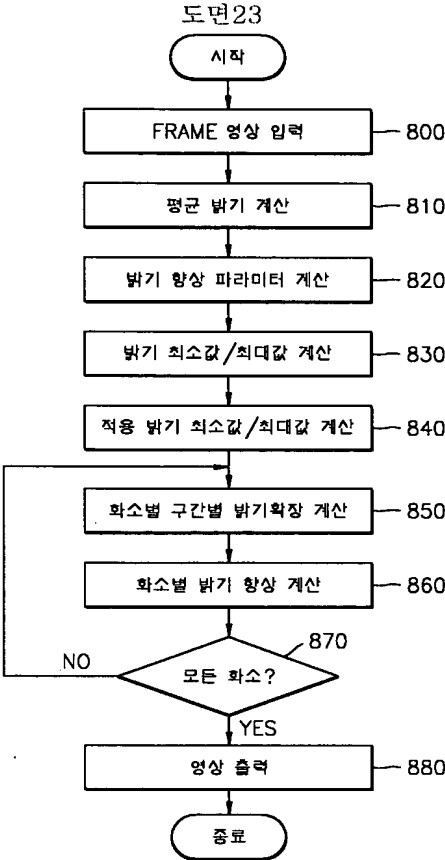 도면23
시작
FRAME 영상 입력
800
평균 밝기 계산
810
밝기 향상 파라미터 계산
820
밝기 최소값/최대값 계산
830
적용 밝기 최소값/최대값 계산
840
화소별 구간별 밝기확장 계산
850
화소별 밝기 향상 계산
860
870
모든 화소?
NO
YES
영상 출력
880
종료